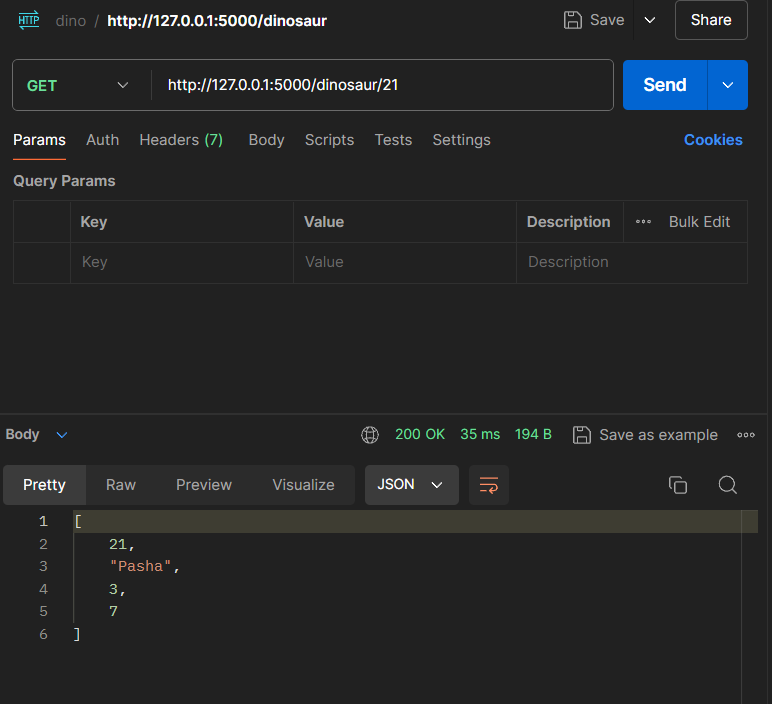 HTTP dino / http://127.0.0.1:5000/dinosaur Save Share
GET http://127.0.0.1:5000/dinosaur/21 Send
Params Auth Headers (7) Body Scripts Tests Settings Cookies
Query Params
Key Value Description Bulk Edit
Key Value Description
Body 200 OK 35 ms 194 B Save as example
Pretty Raw Preview Visualize JSON
1 [
2 21,
3 "Pasha",
4 3,
5 7
6 ]